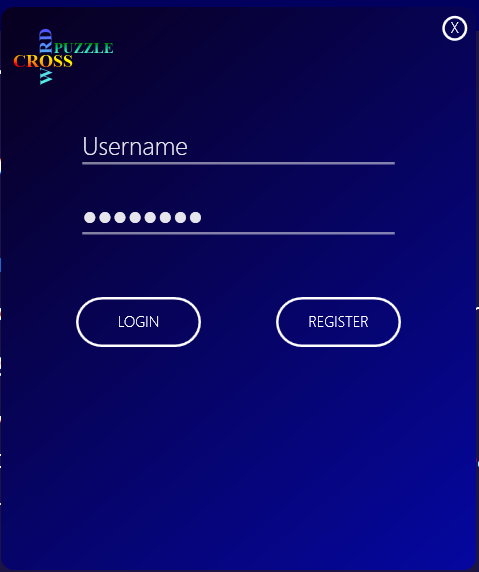 X
WORD
PUZZLE
CROSS
Username
●●●●●●●●
LOGIN
REGISTER